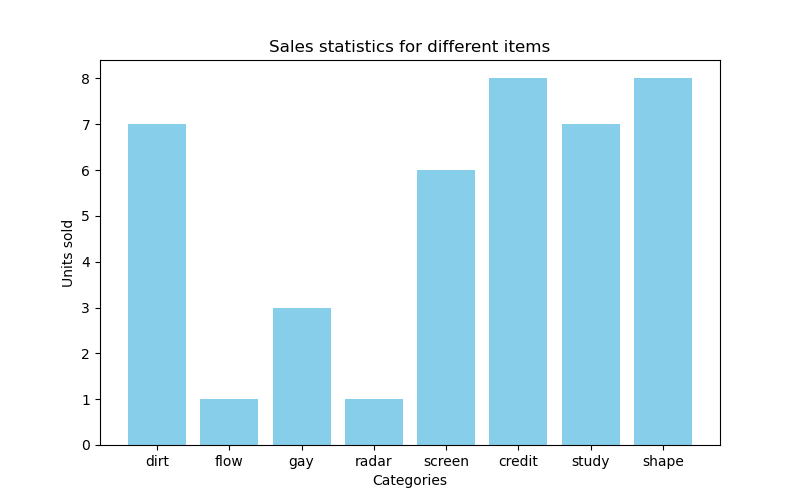 Sales statistics for different items
Units sold
8
7
6
5
4
3
2
1
0
dirt flow gay radar screen credit study shape
Categories